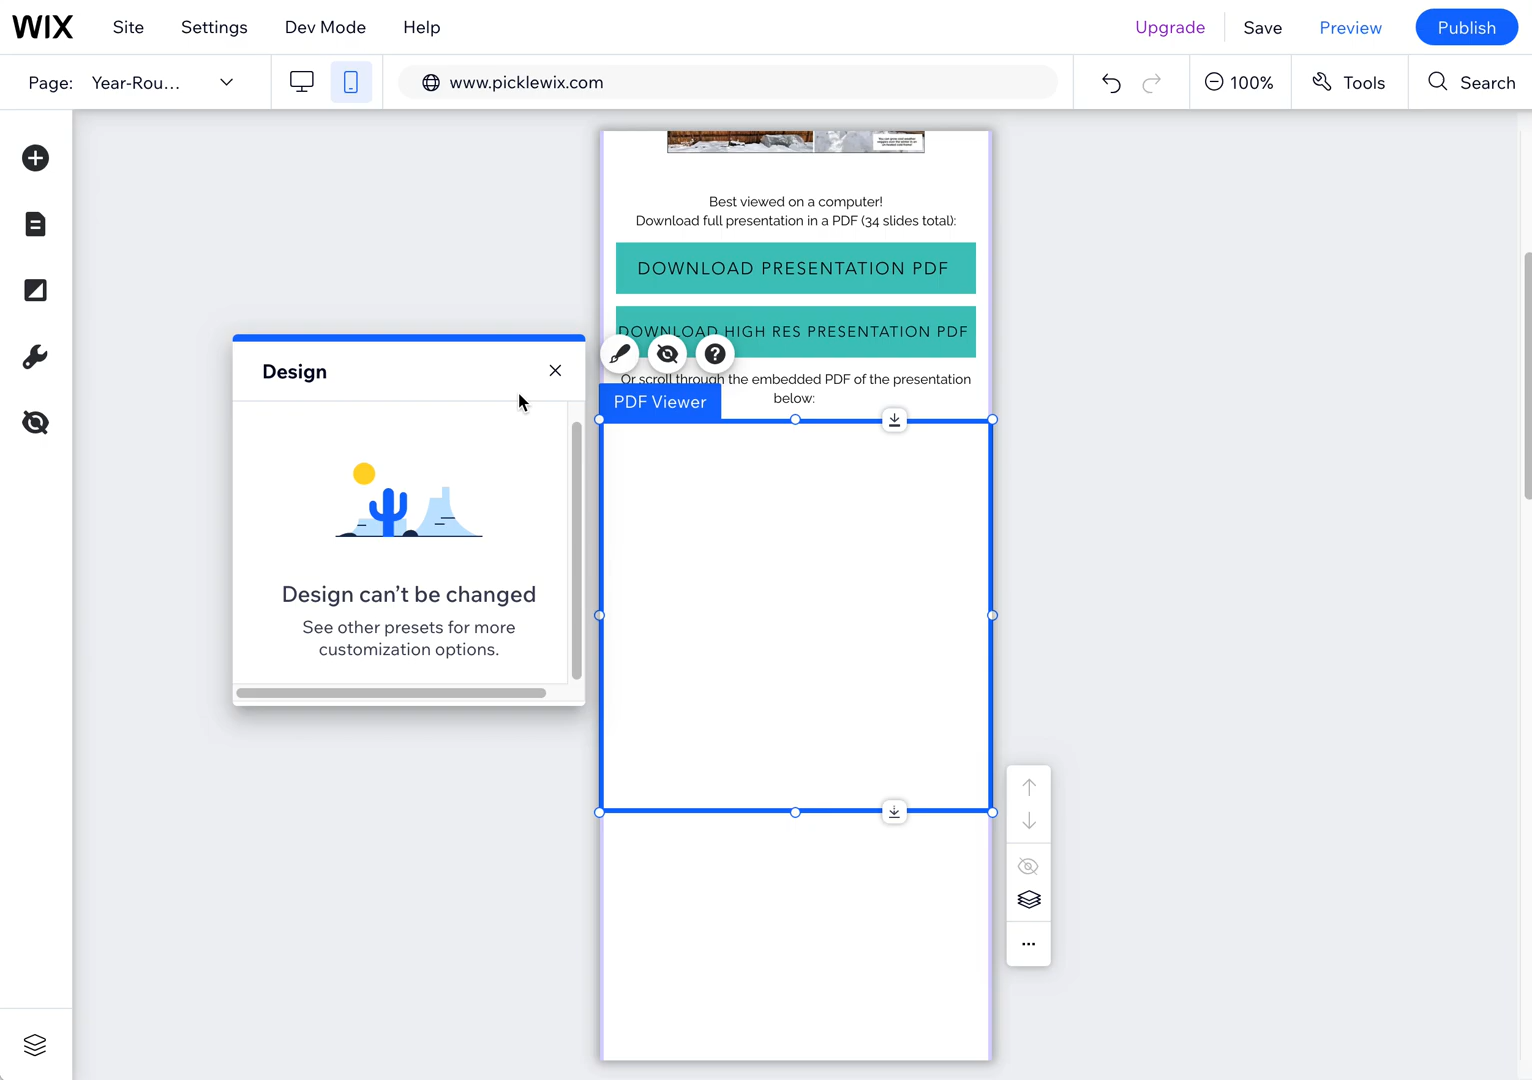 WIX
Site
Settings
Dev Mode
Help
Upgrade
Save
Preview
Publish
Page:
Year-Rou...
www.picklewix.com
100%
Tools
Search
Best viewed on a computer!
Download full presentation in a PDF (34 slides total):
DOWNLOAD PRESENTATION PDF
DOWNLOAD HIGH RES PRESENTATION PDF
Or scroll through the embedded PDF of the presentation
below:
PDF Viewer
Design
Design can't be changed
See other presets for more
customization options.